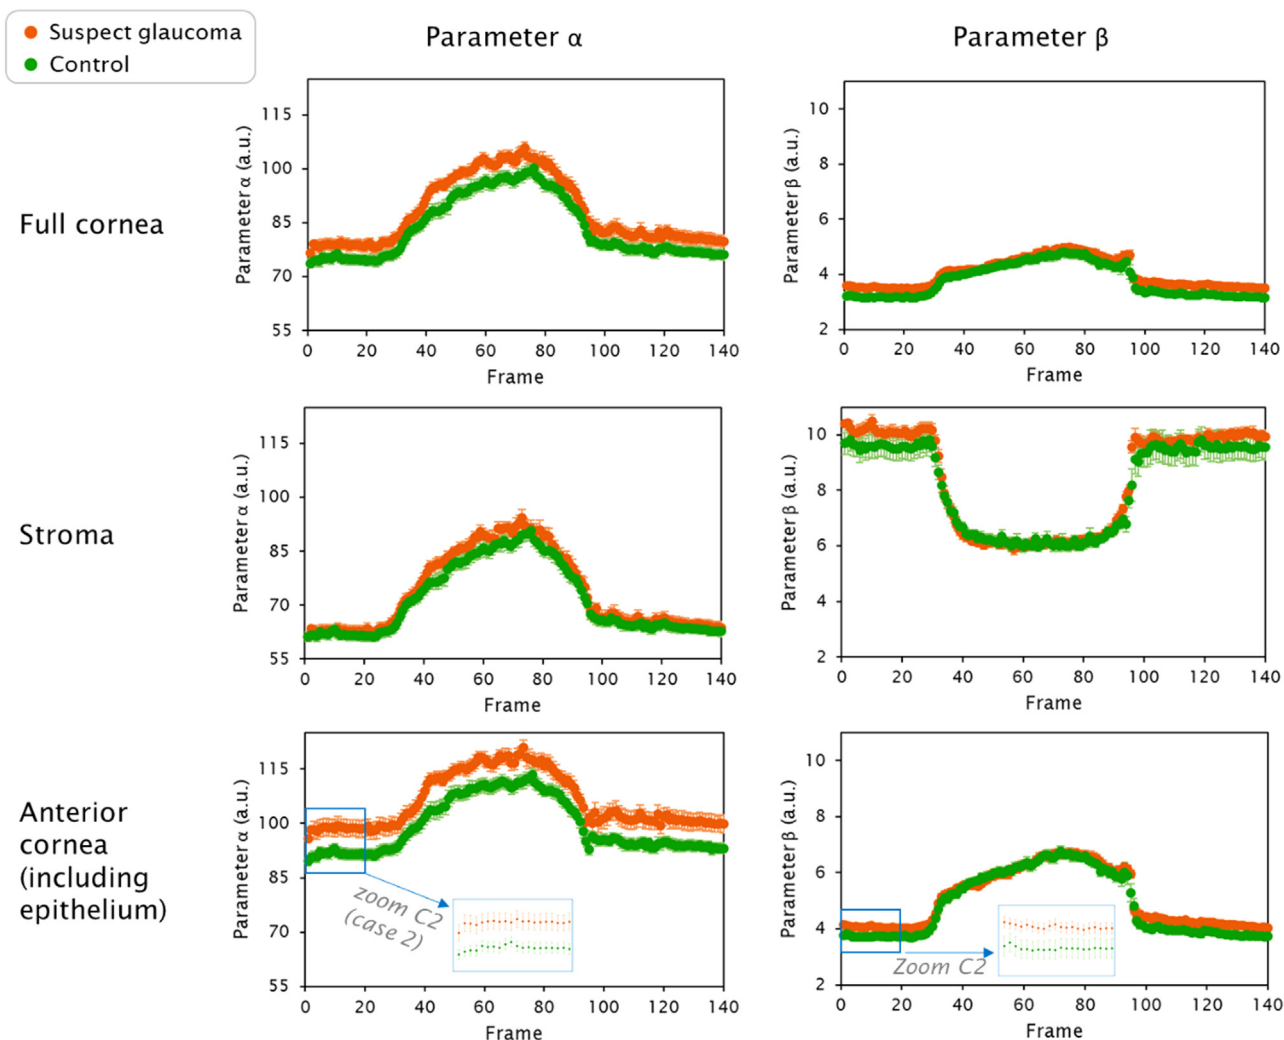 Suspect glaucoma
Control
Parameter α
Parameter β
Full cornea
Parameter α (a.u.)
115
100
85
70
55
0 20 40 60 80 100 120 140
Frame
Parameter β (a.u.)
10
8
6
4
2
0 20 40 60 80 100 120 140
Frame
Stroma
Parameter α (a.u.)
115
100
85
70
55
0 20 40 60 80 100 120 140
Frame
Parameter β (a.u.)
10
8
6
4
2
0 20 40 60 80 100 120 140
Frame
Anterior
cornea
(including
epithelium)
Parameter α (a.u.)
115
100
85
70
55
0 20 40 60 80 100 120 140
Frame
zoom C2
(case 2)
Parameter β (a.u.)
10
8
6
4
2
0 20 40 60 80 100 120 140
Frame
Zoom C2